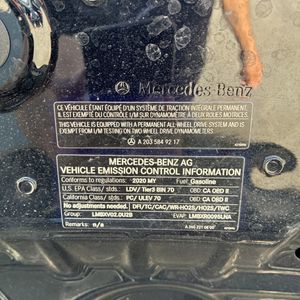 Mercedes-Benz
CE VÉHICULE ÉTANT ÉQUIPÉ D'UN SYSTÈME DE TRACTION INTÉGRALE PERMANENT,
IL EST EXEMPTÉ DU CONTRÔLE I/M SUR DYNAMOMÈTRE À DEUX ROUES MOTRICES.
THIS VEHICLE IS EQUIPPED WITH A PERMANENT ALL-WHEEL DRIVE SYSTEM AND IS
EXEMPT FROM I/M TESTING ON TWO WHEEL DRIVE DYNAMOMETERS
A 203 584 92 17
MERCEDES-BENZ AG
VEHICLE EMISSION CONTROL INFORMATION
Conforms to regulations: 2020 MY Fuel: Gasoline
U.S. EPA Class/ stds.: LDV/ Tier3 BIN 70 OBD: CA OBD II
California Class/ stds.: PC/ ULEV 70 OBD: CA OBD II
No adjustments needed. DFI/TC/CAC/WR-HO2S/HO2S/TWC
Group: LMBXV02.0U2B EVAP: LMBXR0095LNA
Remarks: n/a